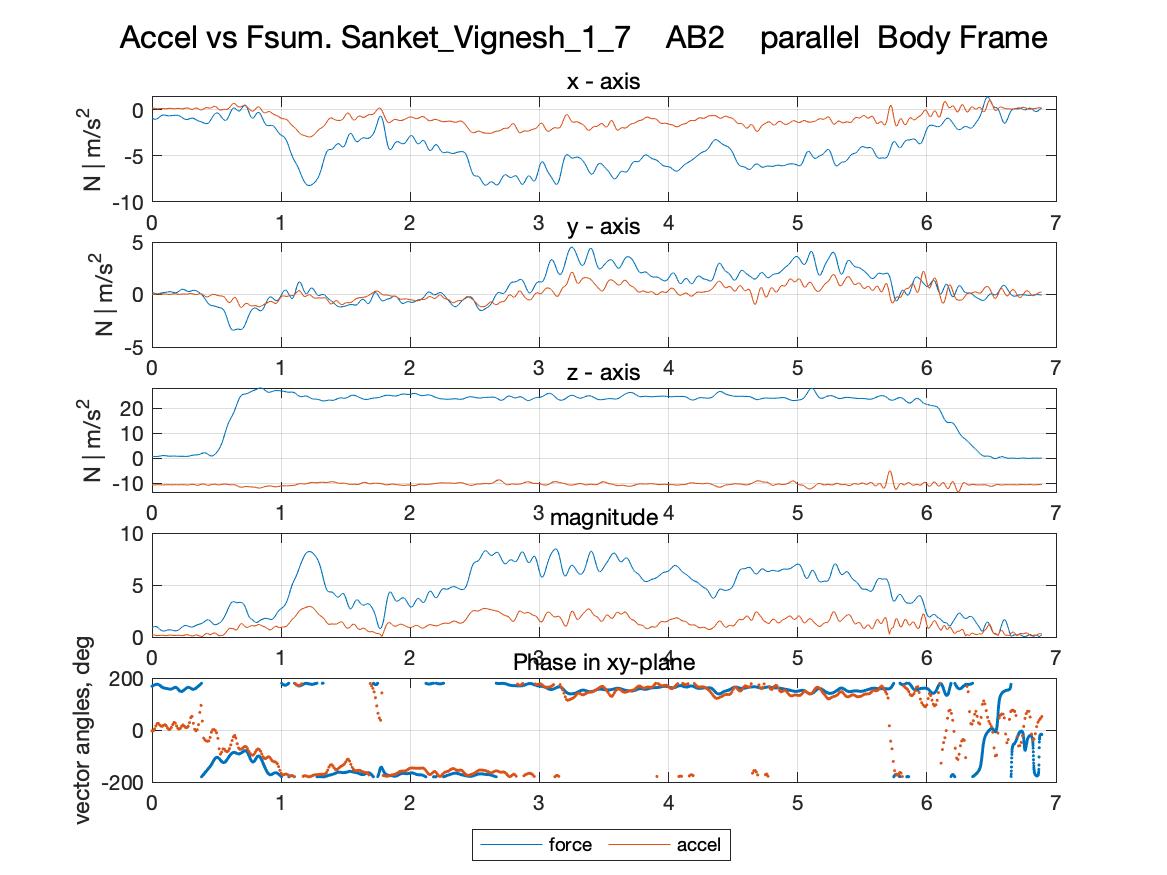 Accel vs Fsum. Sanket_Vignesh_1_7 AB2 parallel Body Frame
x - axis
N | m/s²
0
-5
-10
0 1 2 3 4 5 6 7
y - axis
N | m/s²
5
0
-5
0 1 2 3 4 5 6 7
z - axis
N | m/s²
20
10
0
-10
0 1 2 3 4 5 6 7
magnitude
10
5
0
0 1 2 3 4 5 6 7
Phase in xy-plane
vector angles, deg
200
0
-200
0 1 2 3 4 5 6 7
force accel